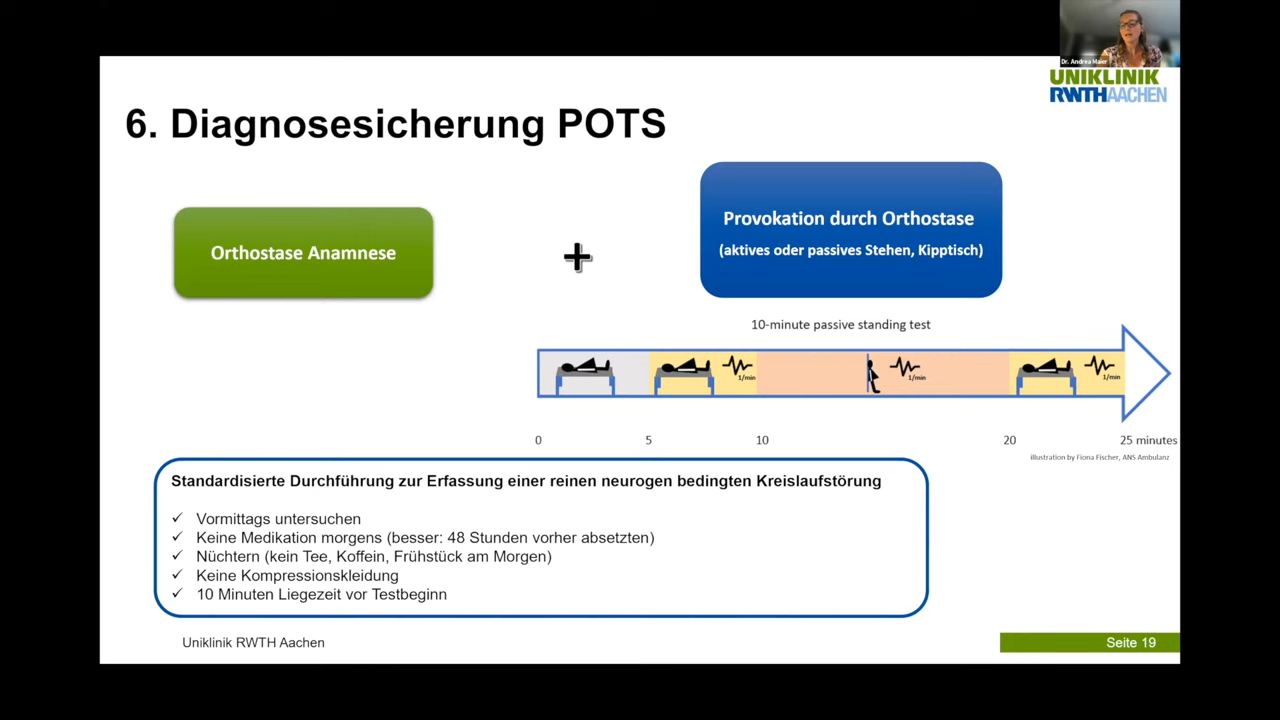 Dr. Andrea Maier
UNIKLINIK
RWTHAACHEN
6. Diagnosesicherung POTS
Orthostase Anamnese
+
Provokation durch Orthostase
(aktives oder passives Stehen, Kipptisch)
10-minute passive standing test
1/min
1/min
1/min
0 5 10 20 25 minutes
illustration by Fiona Fischer, ANS Ambulanz
Standardisierte Durchführung zur Erfassung einer reinen neurogen bedingten Kreislaufstörung
✓ Vormittags untersuchen
✓ Keine Medikation morgens (besser: 48 Stunden vorher absetzten)
✓ Nüchtern (kein Tee, Koffein, Frühstück am Morgen)
✓ Keine Kompressionskleidung
✓ 10 Minuten Liegezeit vor Testbeginn
Uniklinik RWTH Aachen
Seite 19